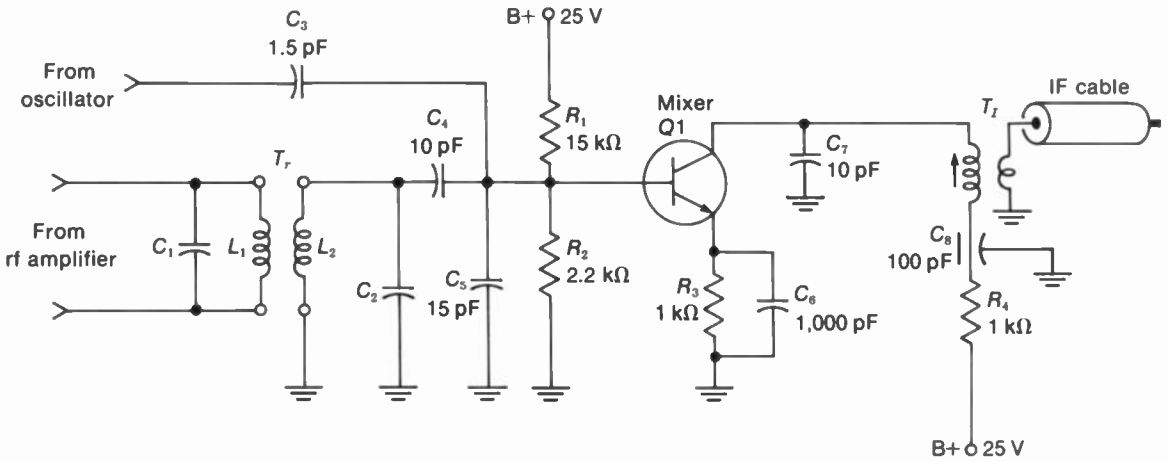 C3
1.5 pF
B+ 25 V
From
oscillator
C4
10 pF
R1
15 kΩ
Mixer
Q1
C7
10 pF
TI
IF cable
Tr
From
rf amplifier
C1
L1
L2
C2
C5
15 pF
R2
2.2 kΩ
R3
1 kΩ
C6
1,000 pF
C8
100 pF
R4
1 kΩ
B+ 25 V